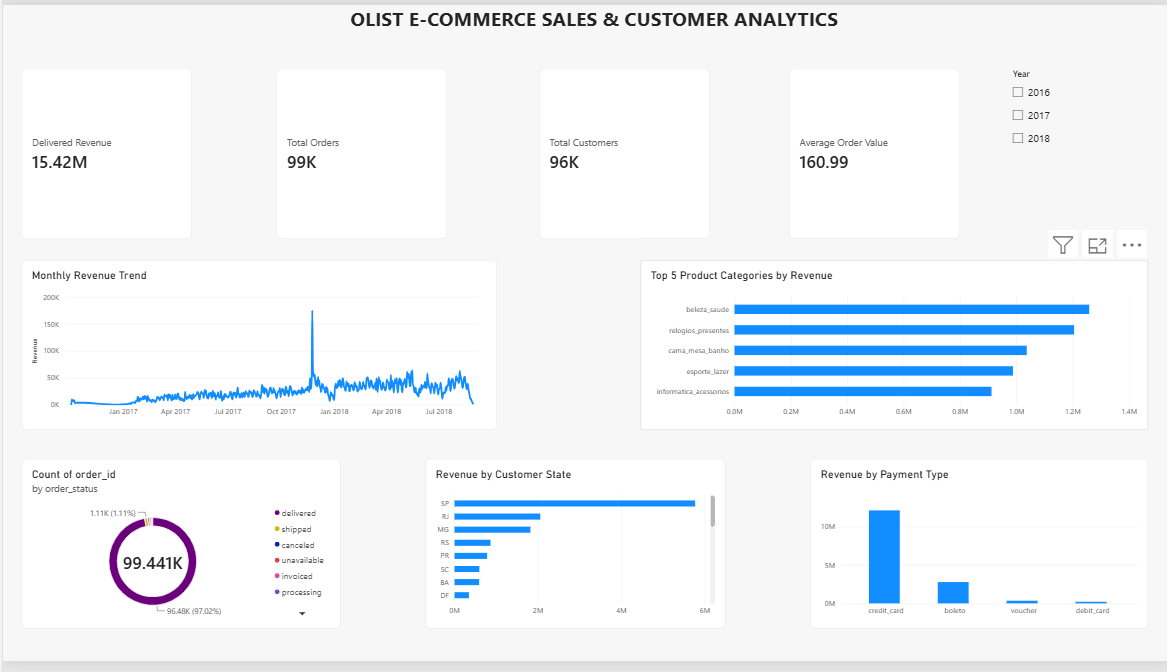 OLIST E-COMMERCE SALES & CUSTOMER ANALYTICS
Delivered Revenue
15.42M
Total Orders
99K
Total Customers
96K
Average Order Value
160.99
Year
2016
2017
2018
Monthly Revenue Trend
Revenue
200K
150K
100K
50K
0K
Jan 2017 Apr 2017 Jul 2017 Oct 2017 Jan 2018 Apr 2018 Jul 2018
Top 5 Product Categories by Revenue
beleza_saude
relogios_presentes
cama_mesa_banho
esporte_lazer
informatica_acessorios
0.0M 0.2M 0.4M 0.6M 0.8M 1.0M 1.2M 1.4M
Count of order_id
by order_status
1.11K (1.11%)
99.441K
96.48K (97.02%)
delivered
shipped
canceled
unavailable
invoiced
processing
Revenue by Customer State
SP
RJ
MG
RS
PR
SC
BA
DF
0M 2M 4M 6M
Revenue by Payment Type
10M
5M
0M
credit_card boleto voucher debit_card